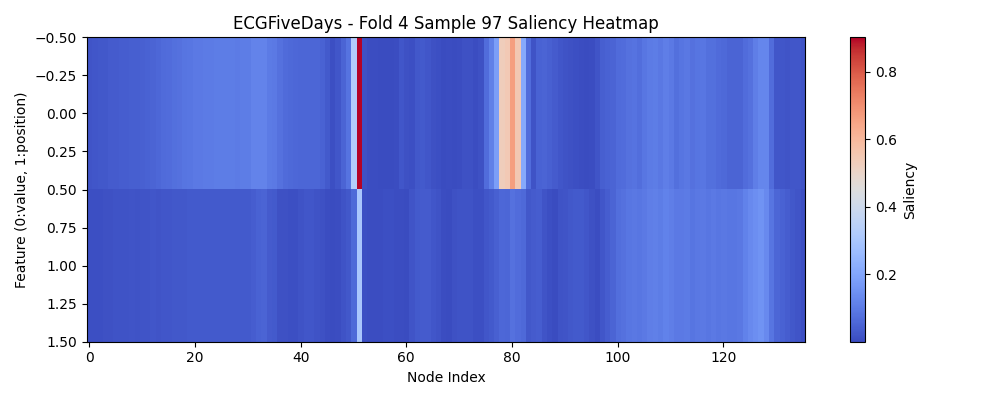 ECGFiveDays - Fold 4 Sample 97 Saliency Heatmap
Feature (0:value, 1:position)
−0.50
−0.25
0.00
0.25
0.50
0.75
1.00
1.25
1.50
0 20 40 60 80 100 120
Node Index
0.8
0.6
0.4
0.2
Saliency